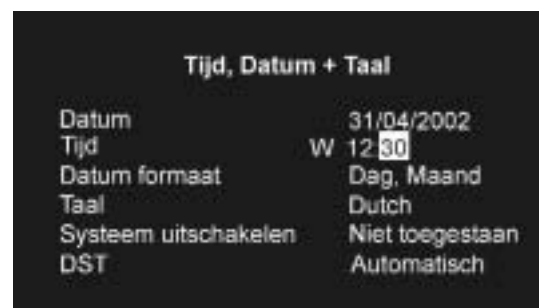 Tijd, Datum + Taal
Datum 31/04/2002
Tijd W 12:30
Datum formaat Dag, Maand
Taal Dutch
Systeem uitschakelen Niet toegestaan
DST Automatisch